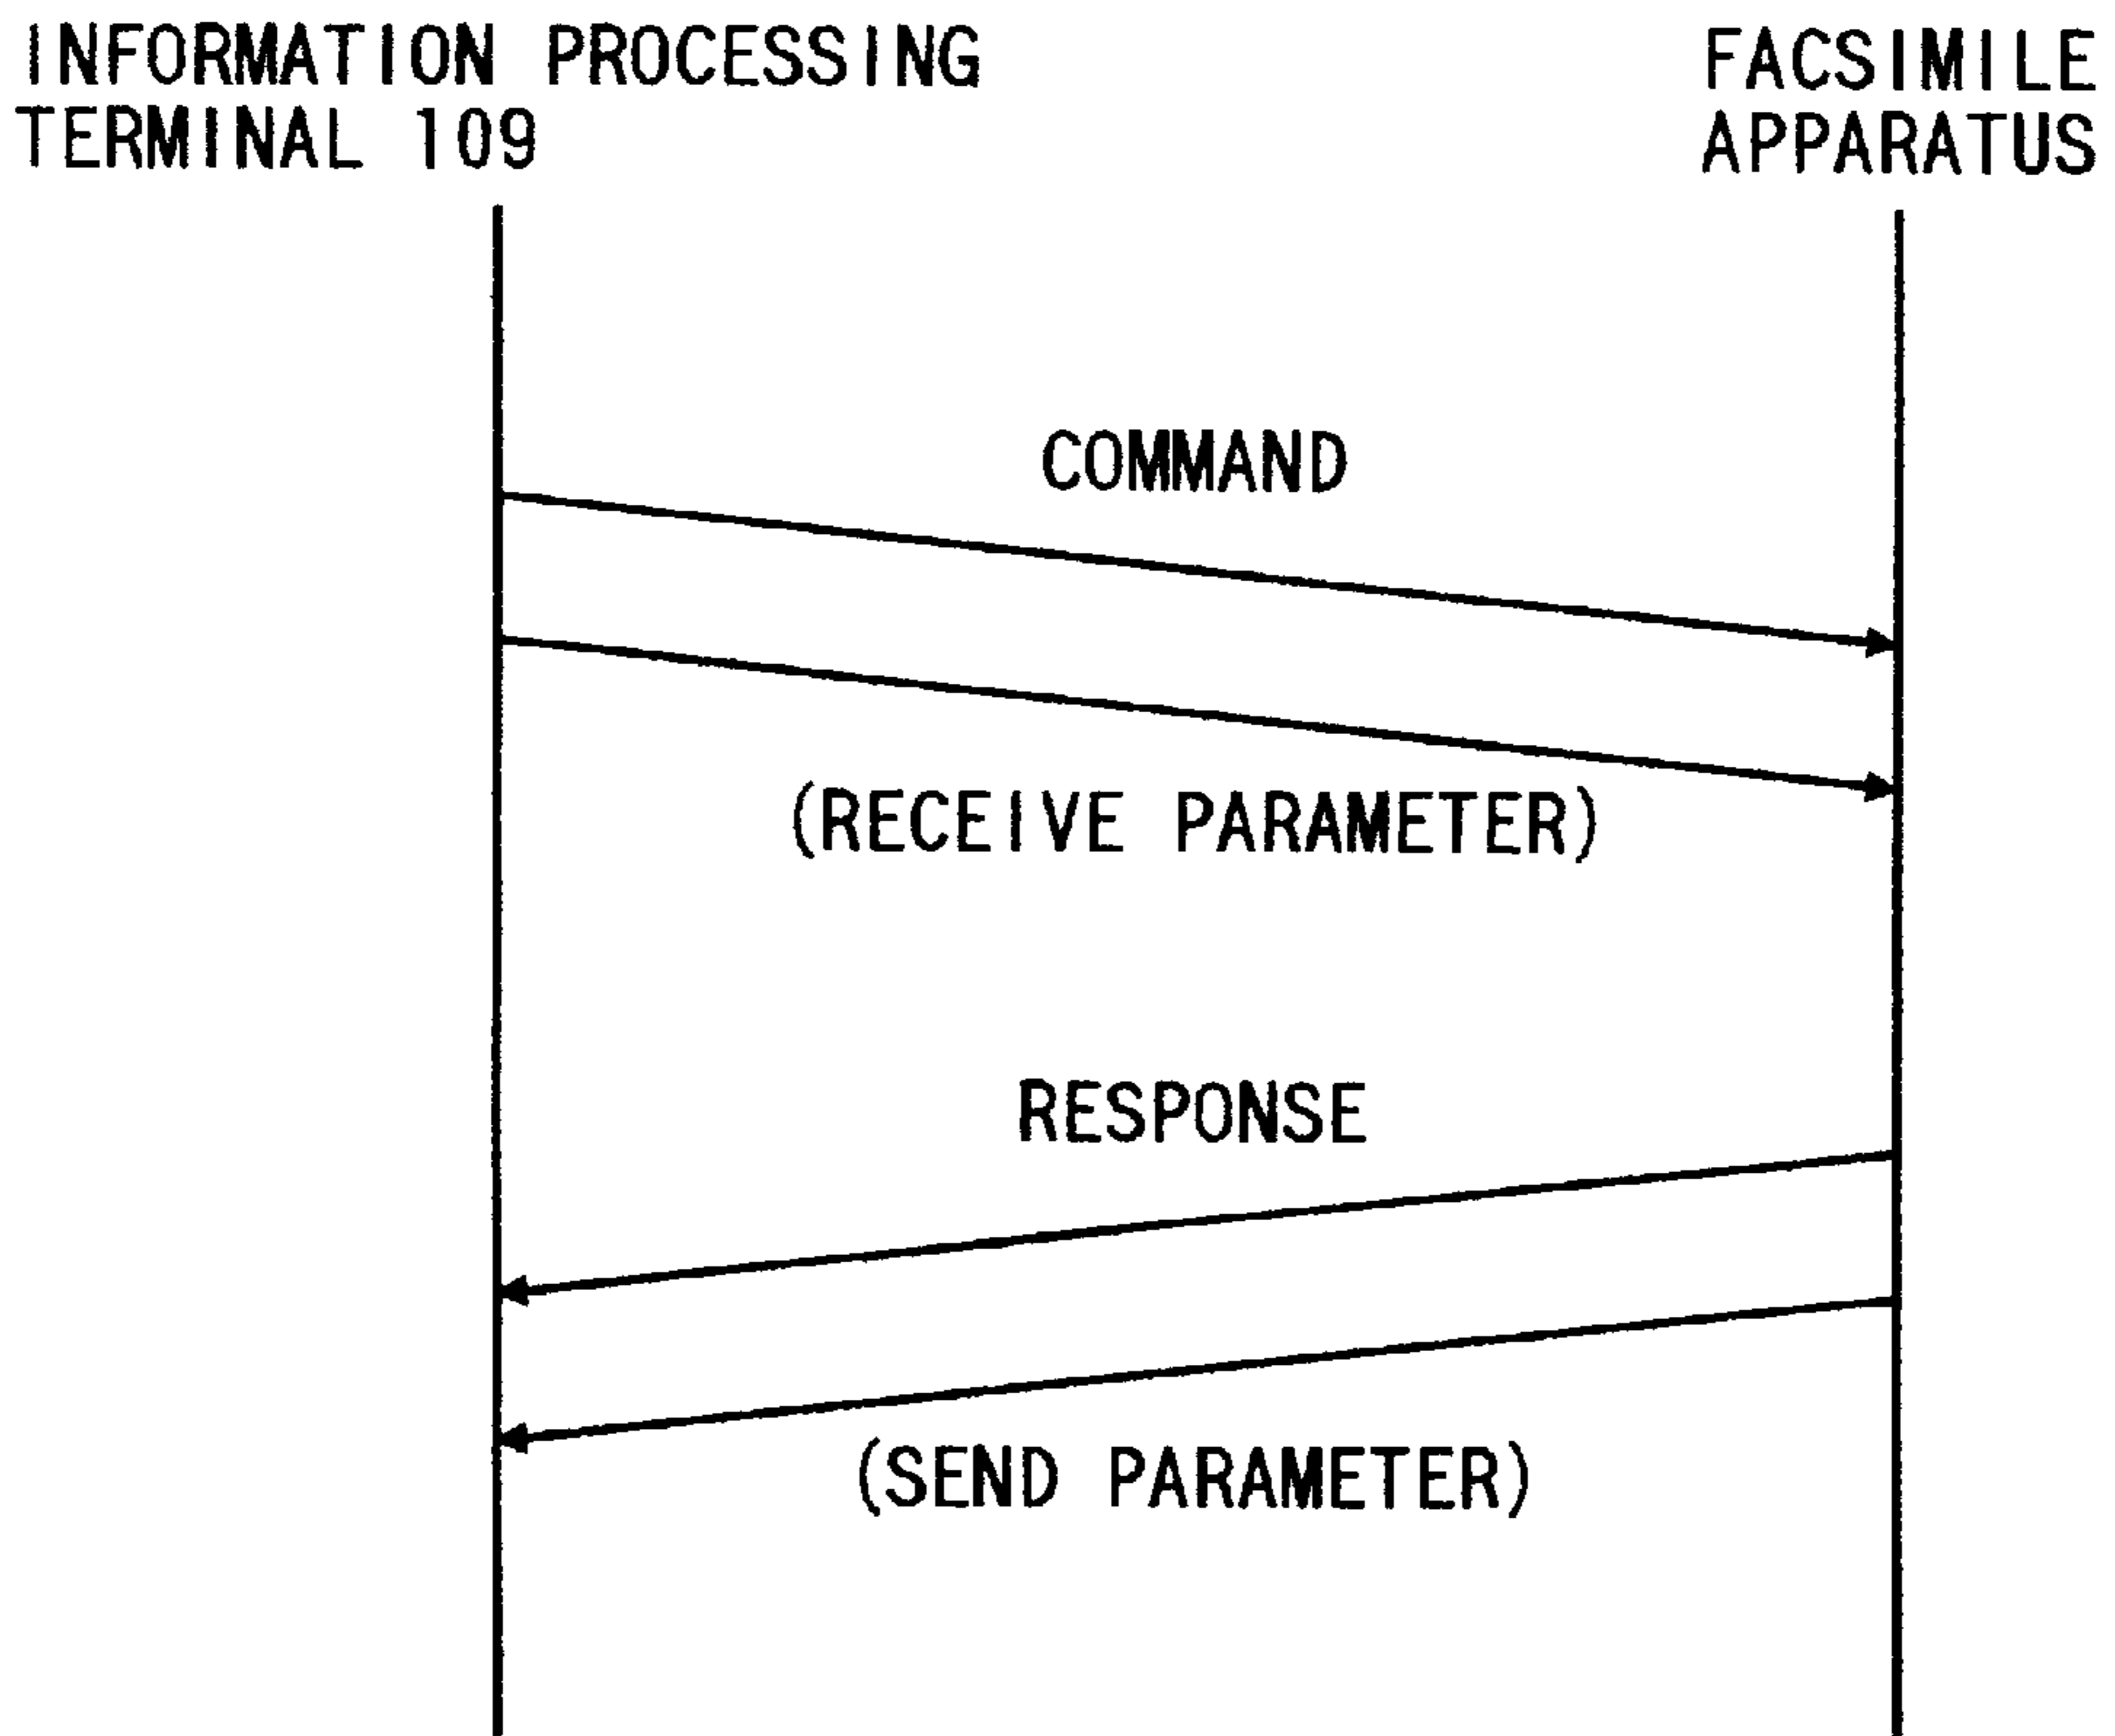 INFORMATION PROCESSING
TERMINAL 109
FACSIMILE
APPARATUS
COMMAND
(RECEIVE PARAMETER)
RESPONSE
(SEND PARAMETER)